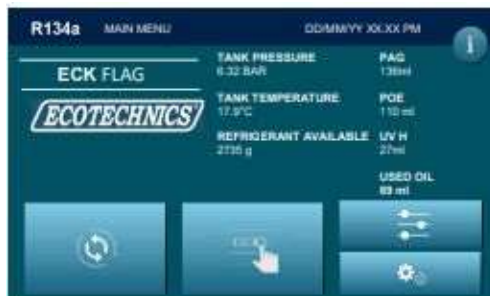 R134a MAIN MENU DD/MM/YY XX:XX PM
i
ECK FLAG
ECOTECHNICS
TANK PRESSURE
6.32 BAR
TANK TEMPERATURE
17.9°C
REFRIGERANT AVAILABLE
2735 g
PAG
136ml
POE
110 ml
UV H
27ml
USED OIL
69 ml